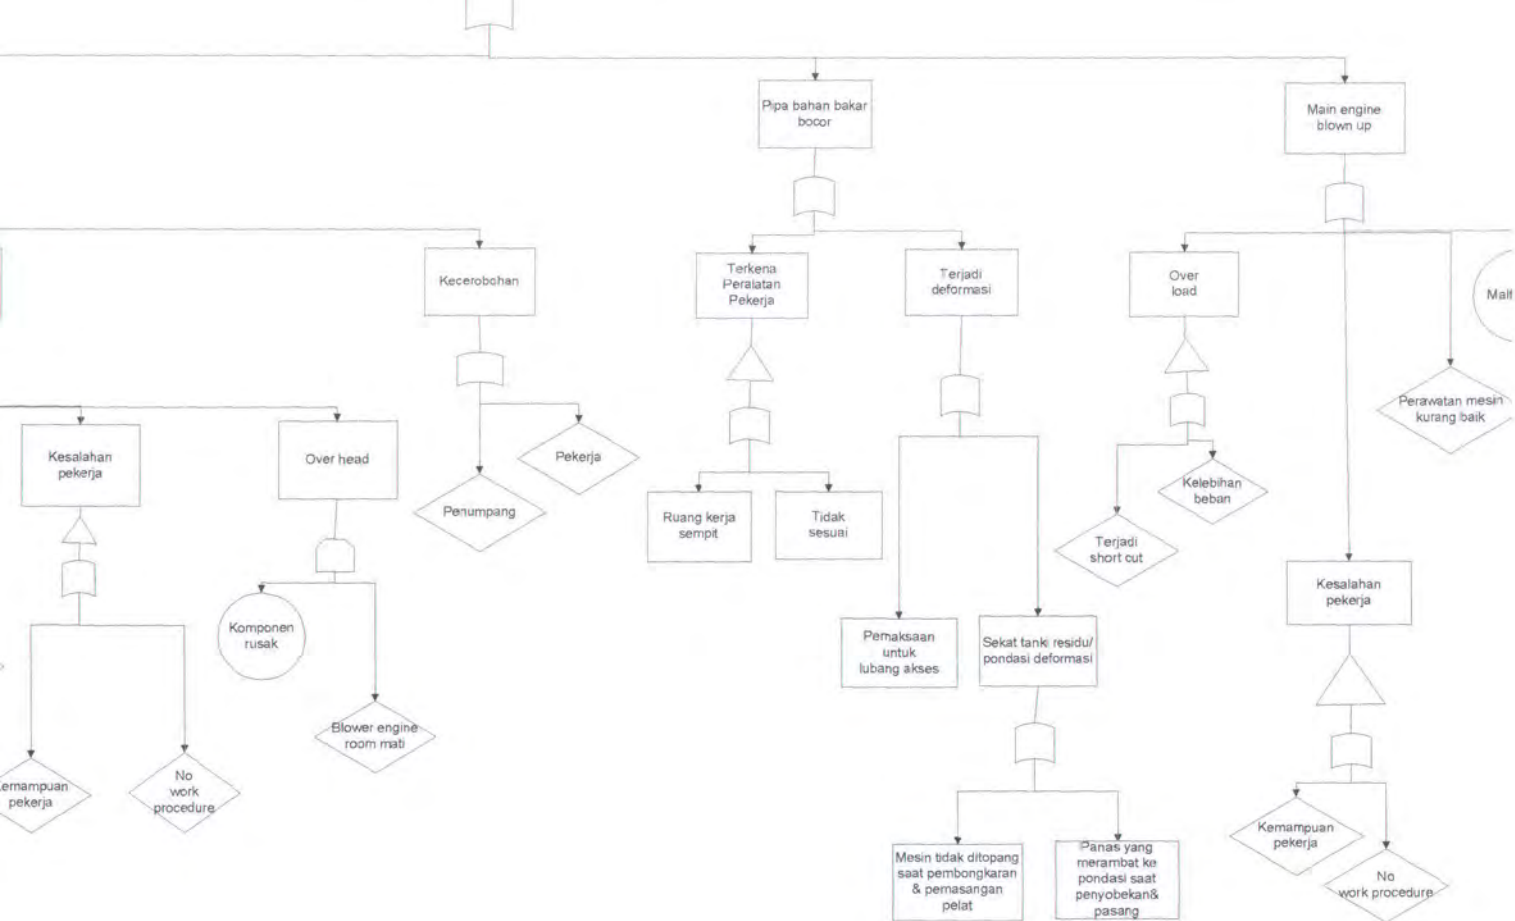 Pipa bahan bakar
bocor
Main engine
blown up
Kecerobohan
Terkena
Peralatan
Pekerja
Terjadi
deformasi
Over
load
Perawatan mesin
kurang baik
Kesalahan
pekerja
Over head
Penumpang
Pekerja
Ruang kerja
sempit
Tidak
sesuai
Terjadi
short cut
Kelebihan
beban
Kesalahan
pekerja
Komponen
rusak
Blower engine
room mati
pekerja
No
work
procedure
Pemaksaan
untuk
lubang akses
Sekat tanki residu/
pondasi deformasi
Mesin tidak ditopang
saat pembongkaran
& pemasangan
pelat
Panas yang
merambat ke
pondasi saat
penyobekan&
pasang
Kemampuan
pekerja
No
work procedure